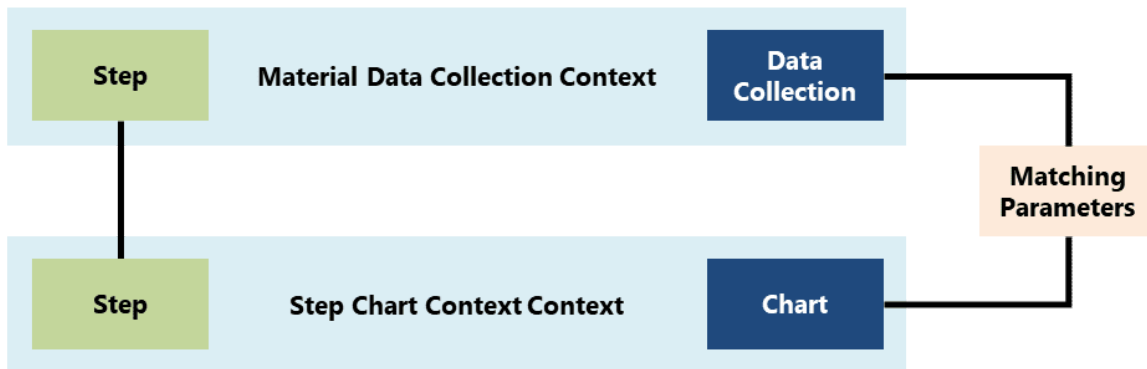 Step
Material Data Collection Context
Data
Collection
Matching
Parameters
Step
Step Chart Context Context
Chart